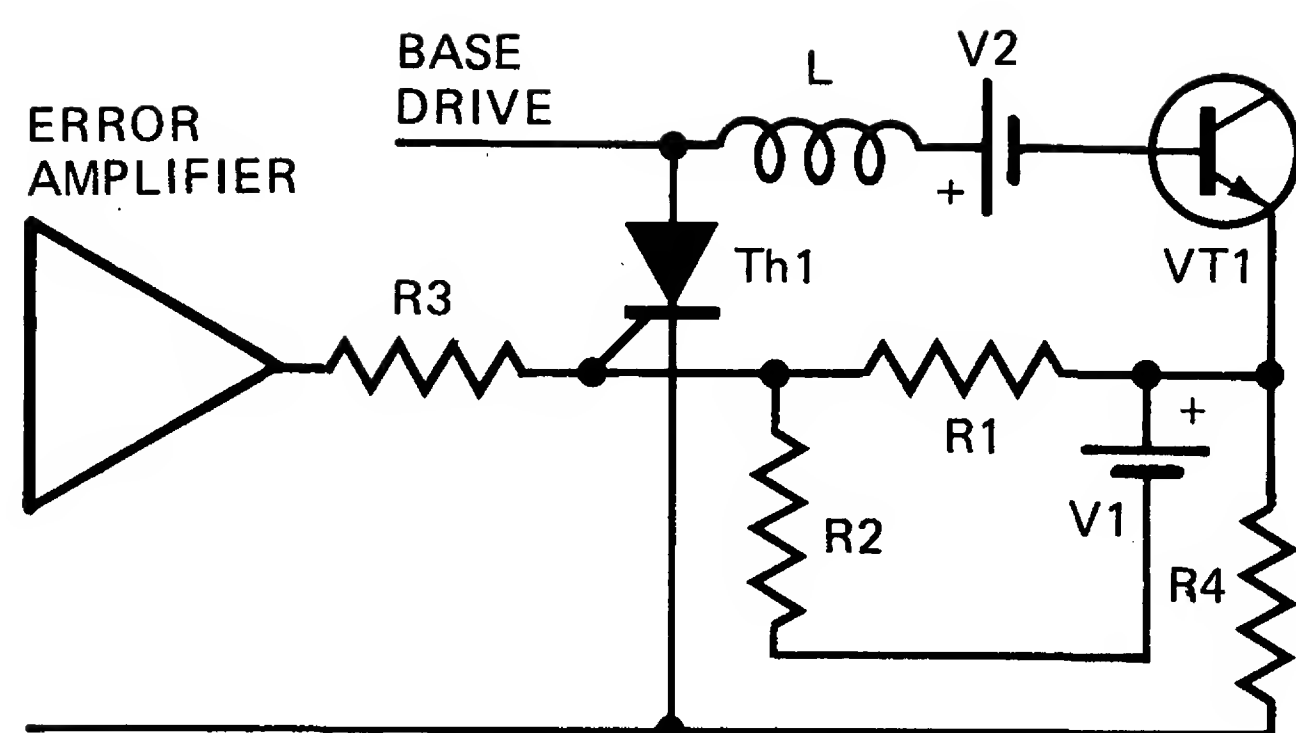 BASE
DRIVE
L
V2
ERROR
AMPLIFIER
+
Th1
VT1
R3
R1
+
V1
R2
R4